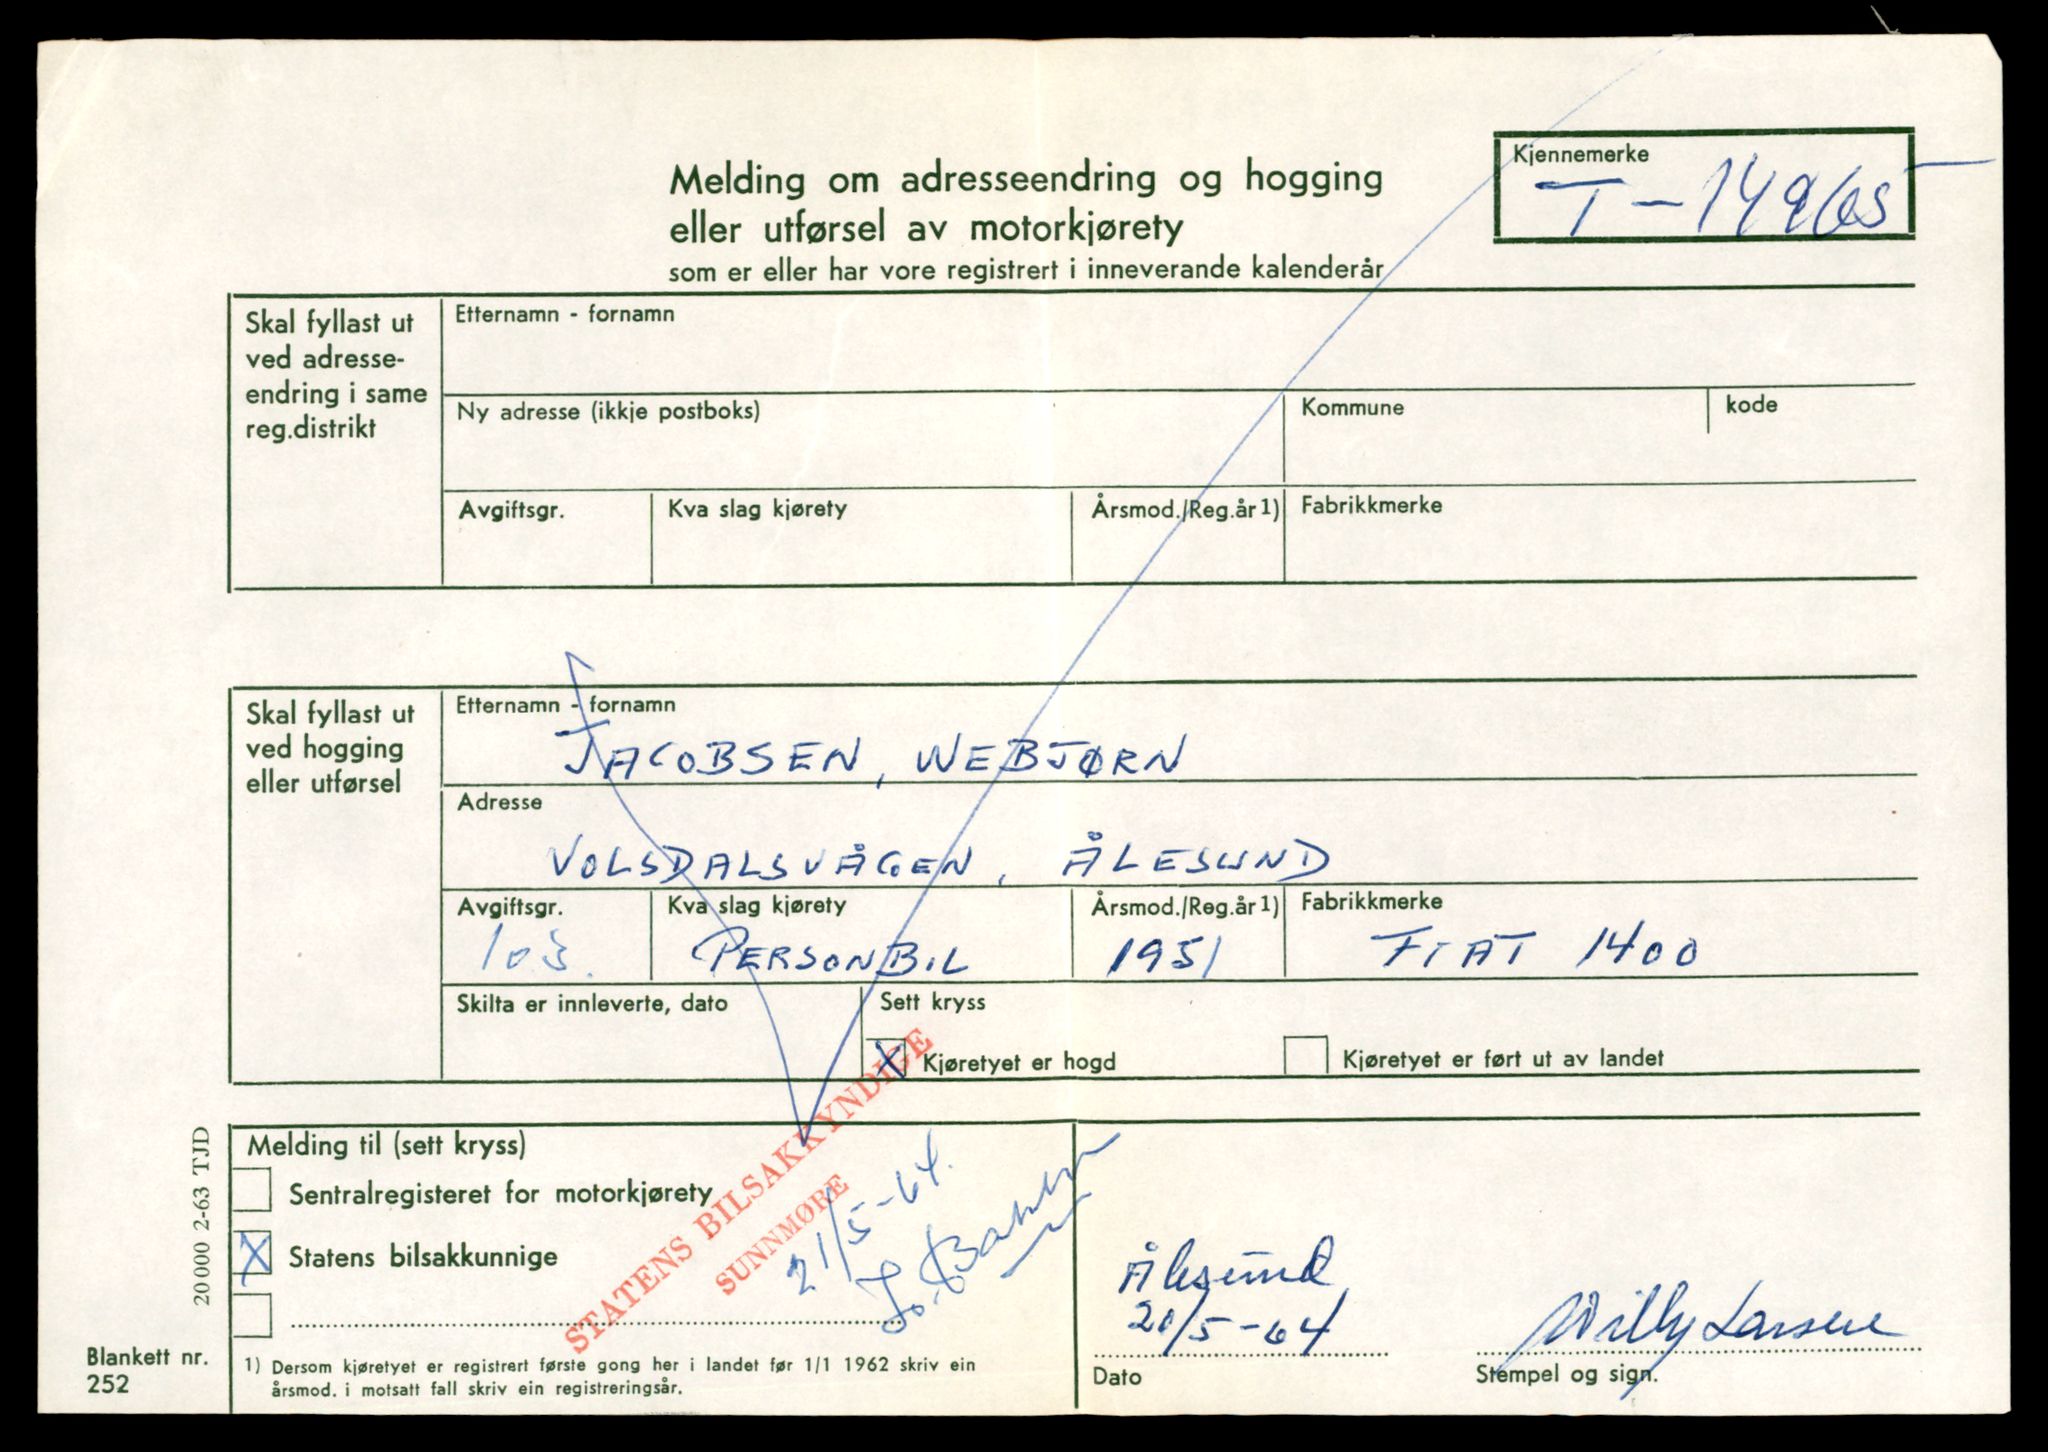 Kjennemerke
T-14965
Melding om adresseendring og hogging
eller utførsel av motorkjørety
som er eller har vore registrert i inneverande kalenderår
Skal fyllast ut
ved adresse-
endring i same
reg.distrikt
Etternamn - fornamn
Ny adresse (ikkje postboks)
Kommune
kode
Avgiftsgr.
Kva slag kjørety
Årsmod./Reg.år 1)
Fabrikkmerke
Skal fyllast ut
ved hogging
eller utførsel
Etternamn - fornamn
JACOBSEN, WEBJØRN
Adresse
VOLSDALSVÅGEN, ÅLESUND
Avgiftsgr.
103.
Kva slag kjørety
PERSONBIL
Årsmod./Reg.år 1)
1951
Fabrikkmerke
FIAT 1400
Skilta er innleverte, dato
Sett kryss
X Kjøretyet er hogd
Kjøretyet er ført ut av landet
Melding til (sett kryss)
Sentralregisteret for motorkjørety
X Statens bilsakkunnige
STATENS BILSAKKYNDIGE
SUNNMØRE
21/5-64.
Ålesund
20/5-64
Dato
Willy Larsen
Stempel og sign.
1) Dersom kjøretyet er registrert første gong her i landet før 1/1 1962 skriv ein
årsmod. i motsatt fall skriv ein registreringsår.
20 000 2-63 TJD
Blankett nr.
252